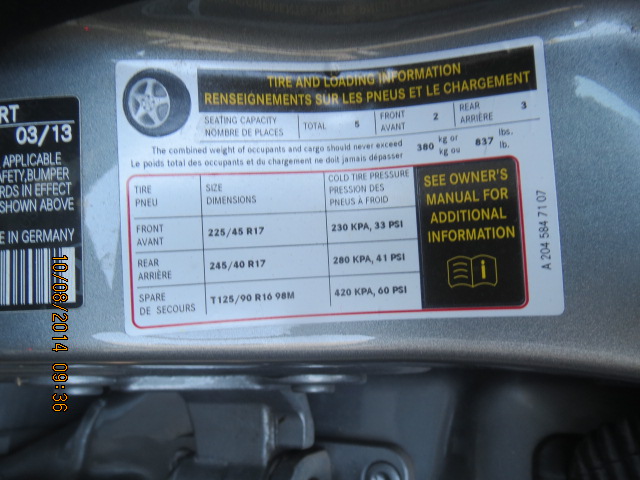 RT
03/13
APPLICABLE
AFETY, BUMPER
RDS IN EFFECT
SHOWN ABOVE
E IN GERMANY
TIRE AND LOADING INFORMATION
RENSEIGNEMENTS SUR LES PNEUS ET LE CHARGEMENT
SEATING CAPACITY
NOMBRE DE PLACES
TOTAL 5
FRONT
AVANT 2
REAR
ARRIÈRE 3
The combined weight of occupants and cargo should never exceed 380 kg or 837 lbs.
Le poids total des occupants et du chargement ne doit jamais dépasser kg ou lb.
TIRE
PNEU
SIZE
DIMENSIONS
COLD TIRE PRESSURE
PRESSION DES
PNEUS À FROID
FRONT
AVANT
225/45 R17
230 KPA, 33 PSI
REAR
ARRIÈRE
245/40 R17
280 KPA, 41 PSI
SPARE
DE SECOURS
T125/90 R16 98M
420 KPA, 60 PSI
SEE OWNER'S
MANUAL FOR
ADDITIONAL
INFORMATION
A 204 584 71 07
10/08/2014 09:36